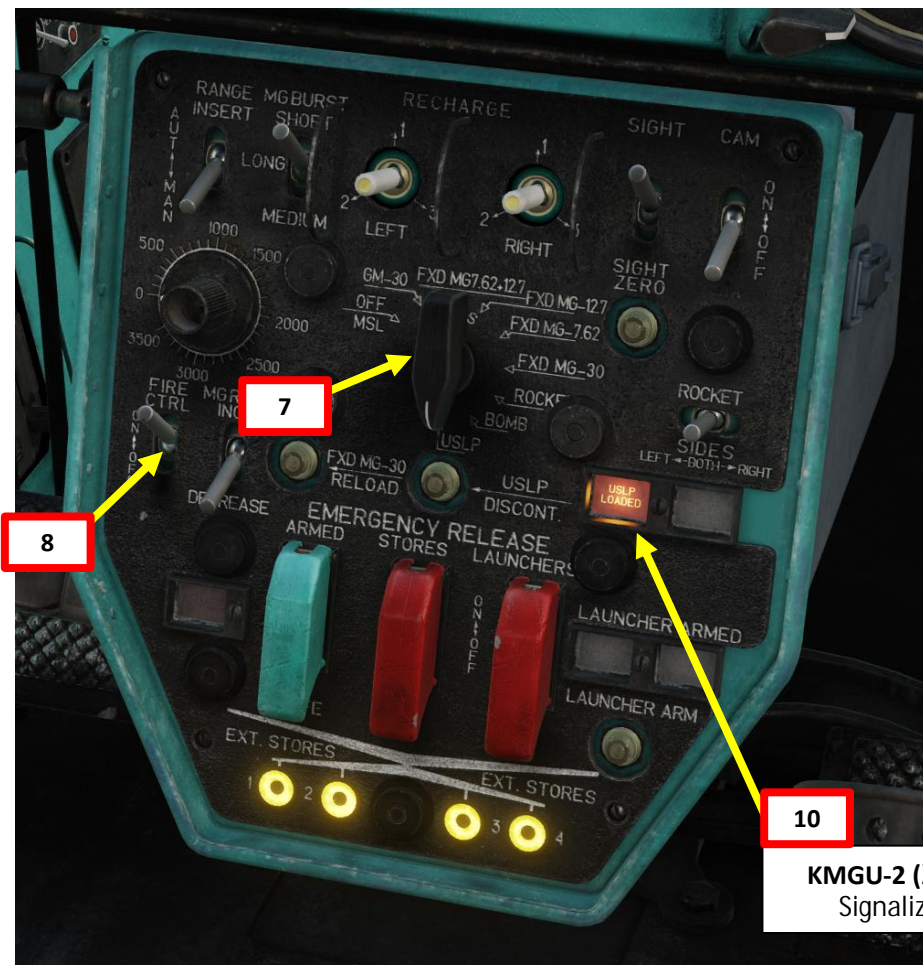 RANGE INSERT
MG BURST SHORT
RECHARGE
SIGHT
CAM
AUT MAN
LONG
MEDIUM
1
2
3
LEFT
1
2
RIGHT
ON OFF
SIGHT ZERO
0
500
1000
1500
2000
2500
3000
3500
GM-30
FXD MG7.62+12.7
OFF
MSL
FXD MG-12.7
FXD MG-7.62
FXD MG-30
BOMB
USLP
ROCKET
SIDES
LEFT BOTH RIGHT
7
FIRE CTRL
8
FXD MG-30
RELOAD
USLP
DISCONT.
USLP LOADED
EMERGENCY RELEASE
ARMED
STORES
LAUNCHERS
ON OFF
LAUNCHER ARMED
LAUNCHER ARM
EXT. STORES
EXT. STORES
1
2
3
4
10
KMGU-2
Signaliz